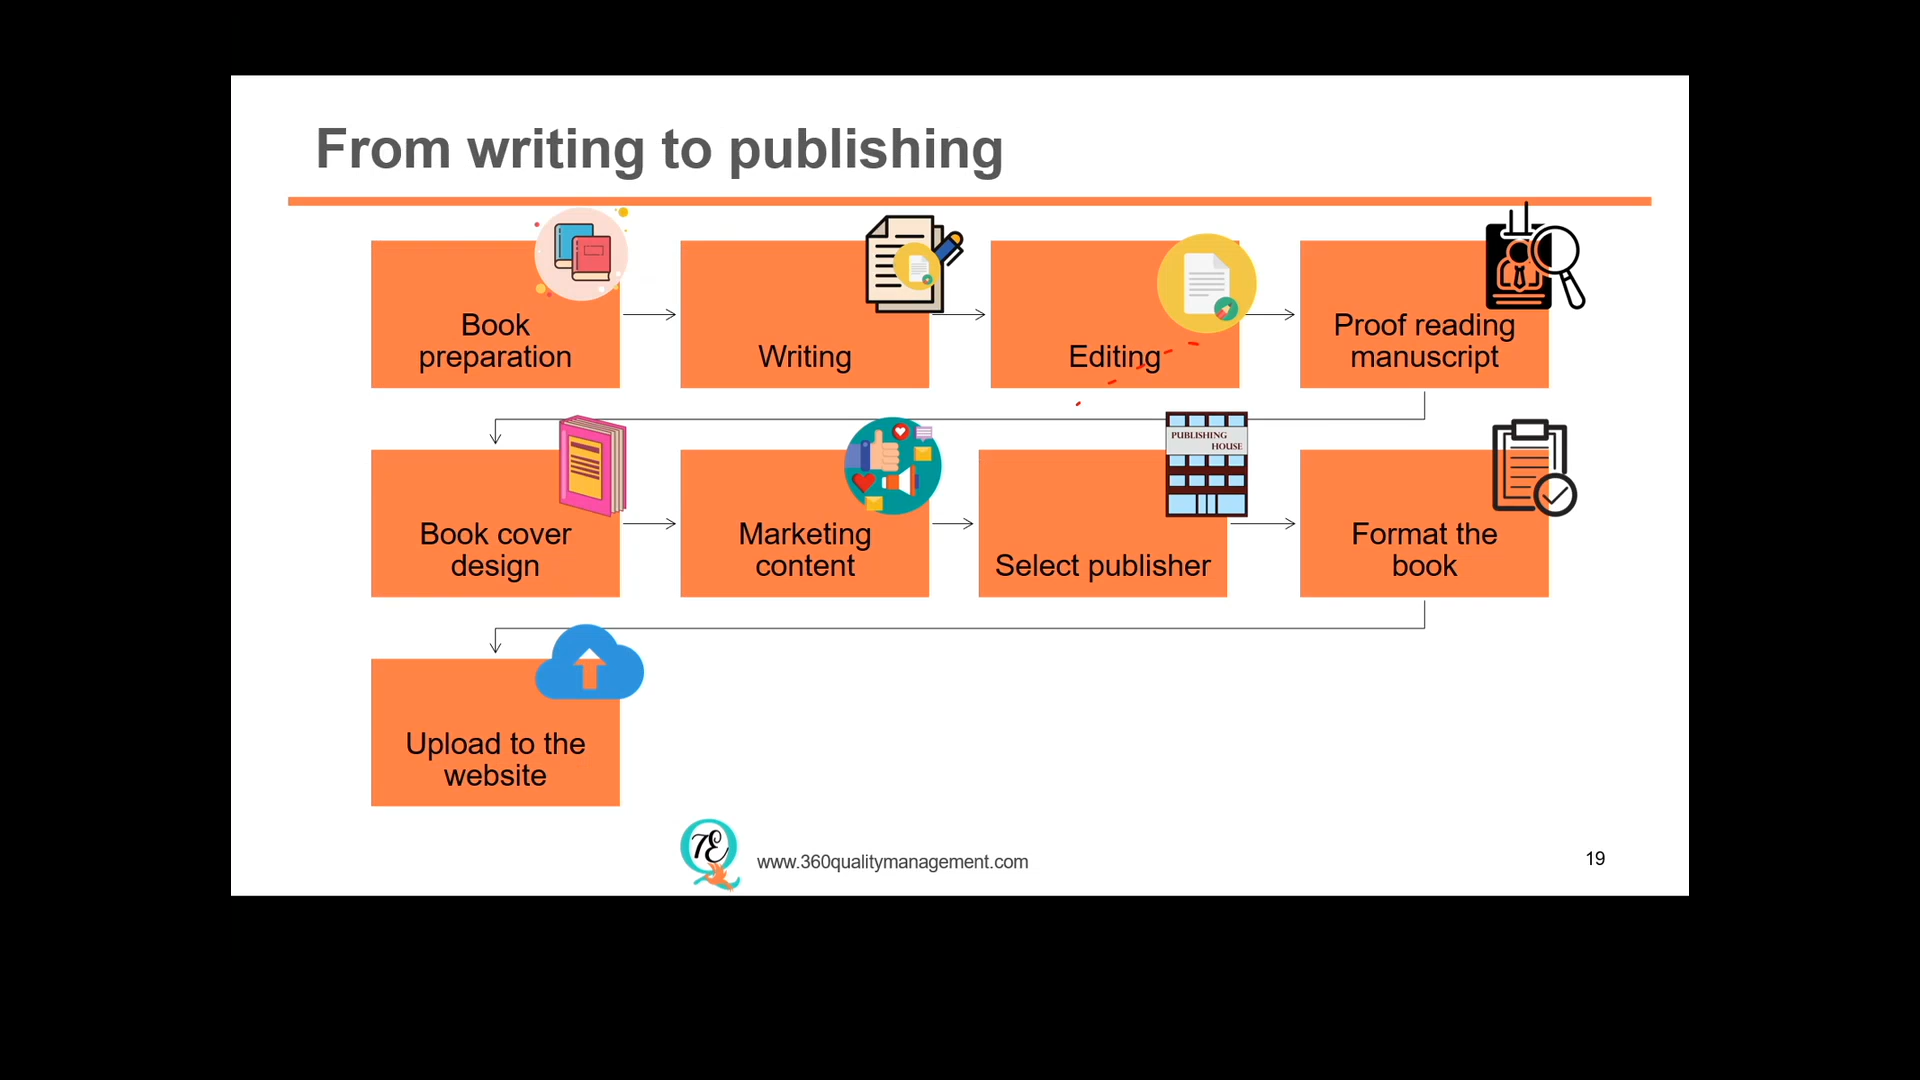 From writing to publishing
Book
preparation
Writing
Editing
Proof reading
manuscript
Book cover
design
Marketing
content
PUBLISHING
HOUSE
Select publisher
Format the
book
Upload to the
website
7E
www.360qualitymanagement.com
19